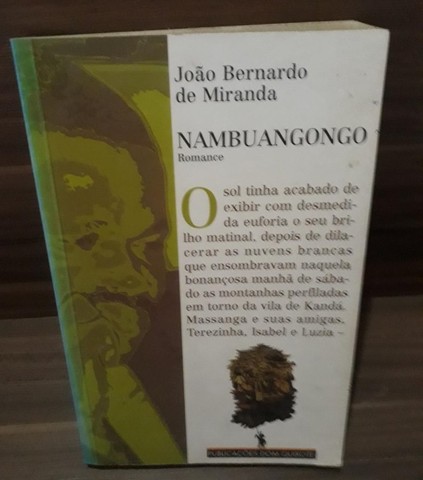 João Bernardo
de Miranda
NAMBUANGONGO
Romance
O sol tinha acabado de
exibir com desmedi-
da euforia o seu bri-
lho matinal, depois de dila-
cerar as nuvens brancas
que ensombravam naquela
bonançosa manhã de sába-
do as montanhas perfiladas
em torno da vila de Kandá.
Massanga e suas amigas,
Terezinha, Isabel e Luzia –
PUBLICAÇÕES DOM QUIXOTE